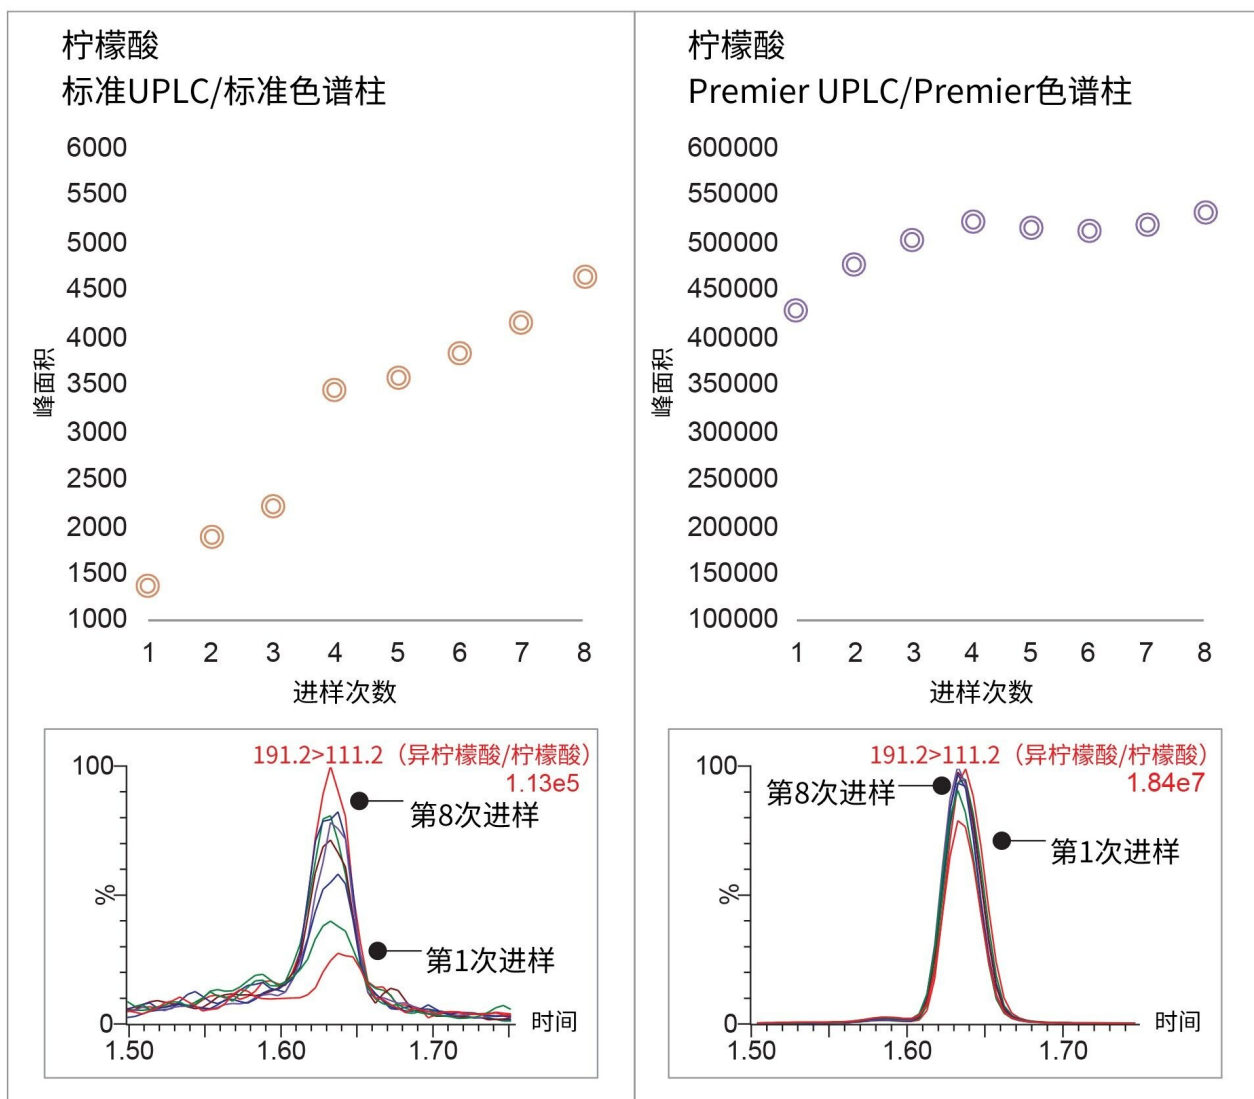 柠檬酸
标准UPLC/标准色谱柱
6000
5500
5000
4500
4000
3500
3000
2500
2000
1500
1000
峰面积
1 2 3 4 5 6 7 8
进样次数
191.2>111.2（异柠檬酸/柠檬酸）
1.13e5
100
第8次进样
%
第1次进样
0
时间
1.50 1.60 1.70
柠檬酸
Premier UPLC/Premier色谱柱
600000
550000
500000
450000
400000
350000
300000
250000
200000
150000
100000
峰面积
1 2 3 4 5 6 7 8
进样次数
191.2>111.2（异柠檬酸/柠檬酸）
1.84e7
100
第8次进样
第1次进样
%
0
时间
1.50 1.60 1.70